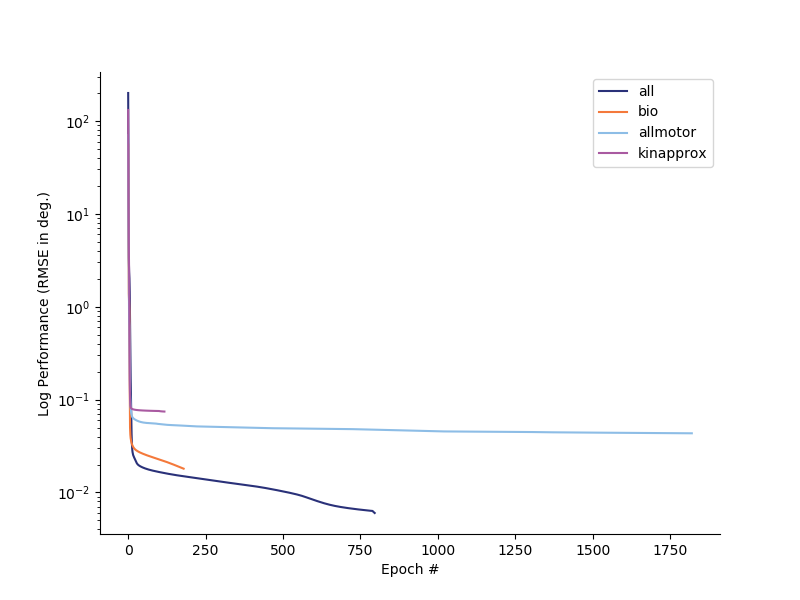 all
bio
allmotor
kinapprox
Log Performance (RMSE in deg.)
10²
10¹
10⁰
10⁻¹
10⁻²
0 250 500 750 1000 1250 1500 1750
Epoch #